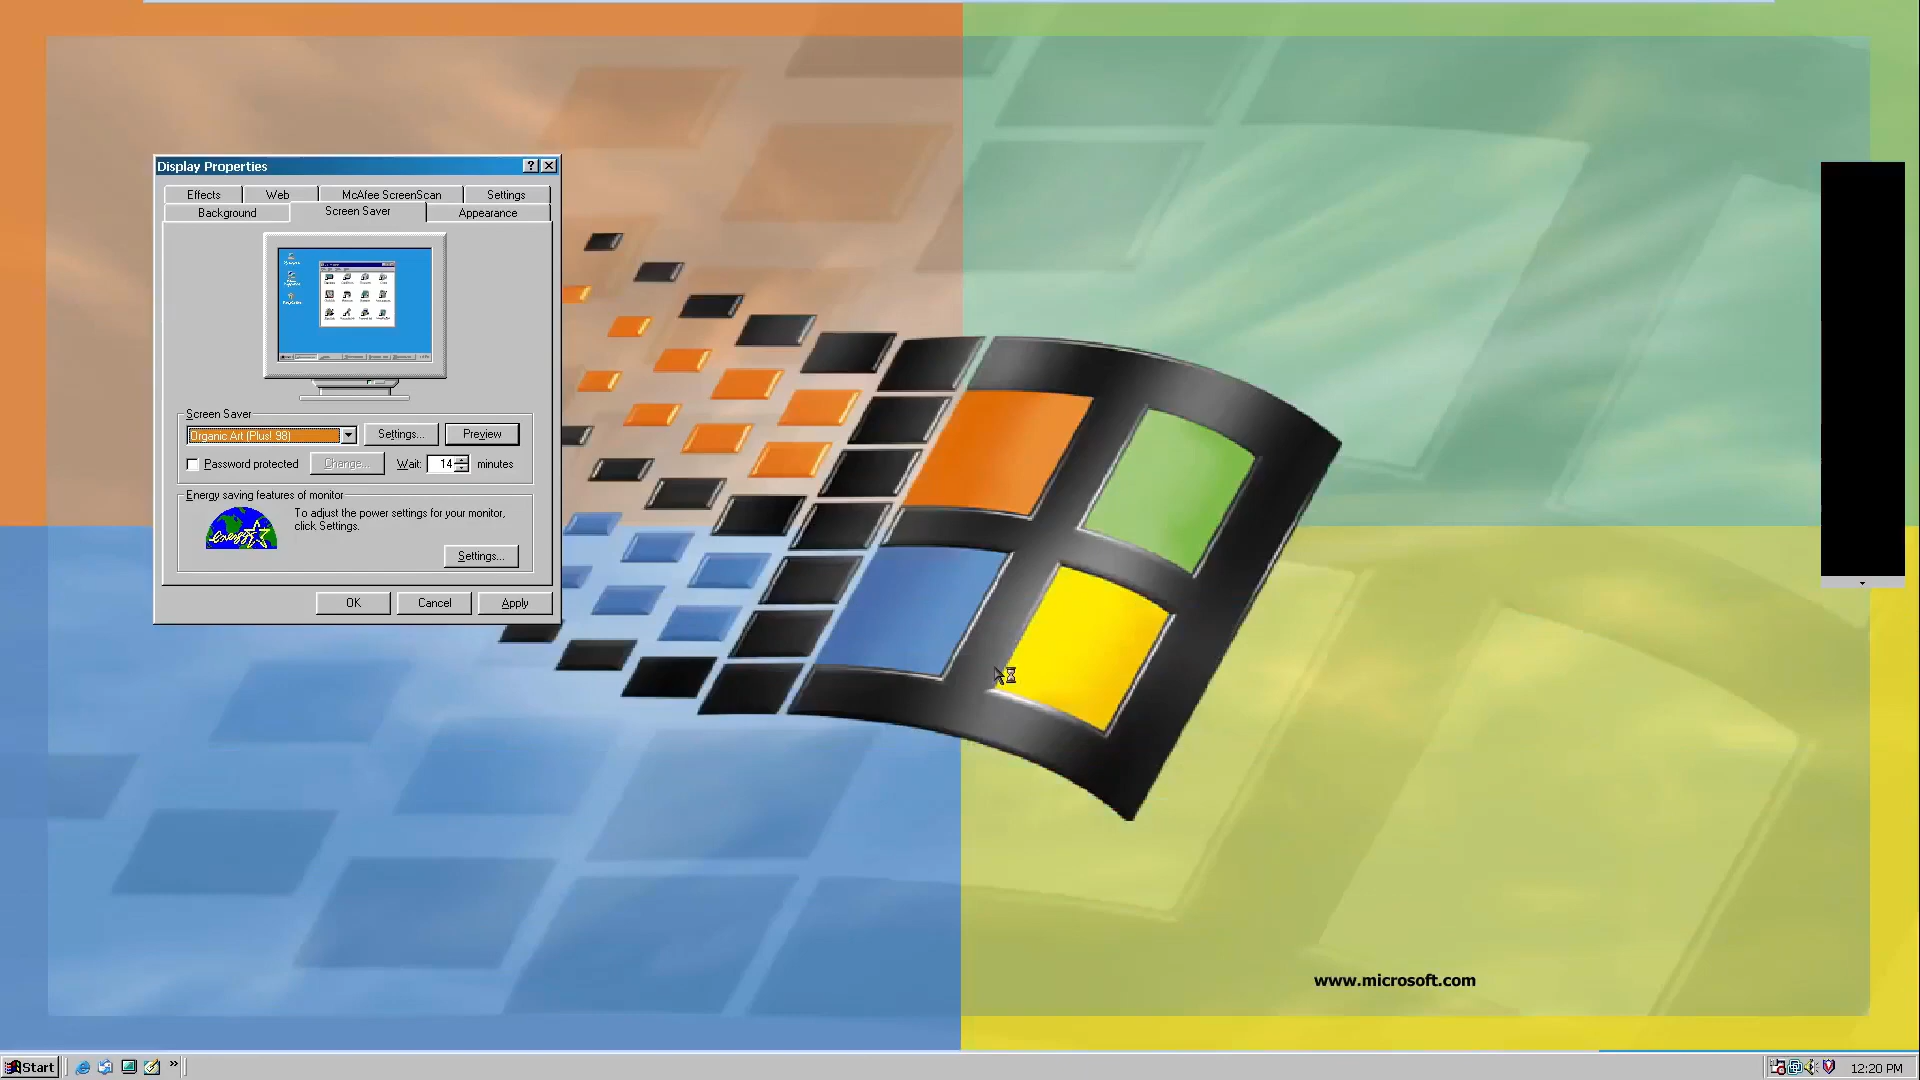 Display Properties
Effects
Web
McAfee ScreenScan
Settings
Background
Screen Saver
Appearance
Screen Saver
Organic Art (Plus! 98)
Settings...
Preview
Password protected
Change...
Wait: 14 minutes
Energy saving features of monitor
energy
To adjust the power settings for your monitor,
click Settings.
Settings...
OK
Cancel
Apply
www.microsoft.com
Start
12:20 PM